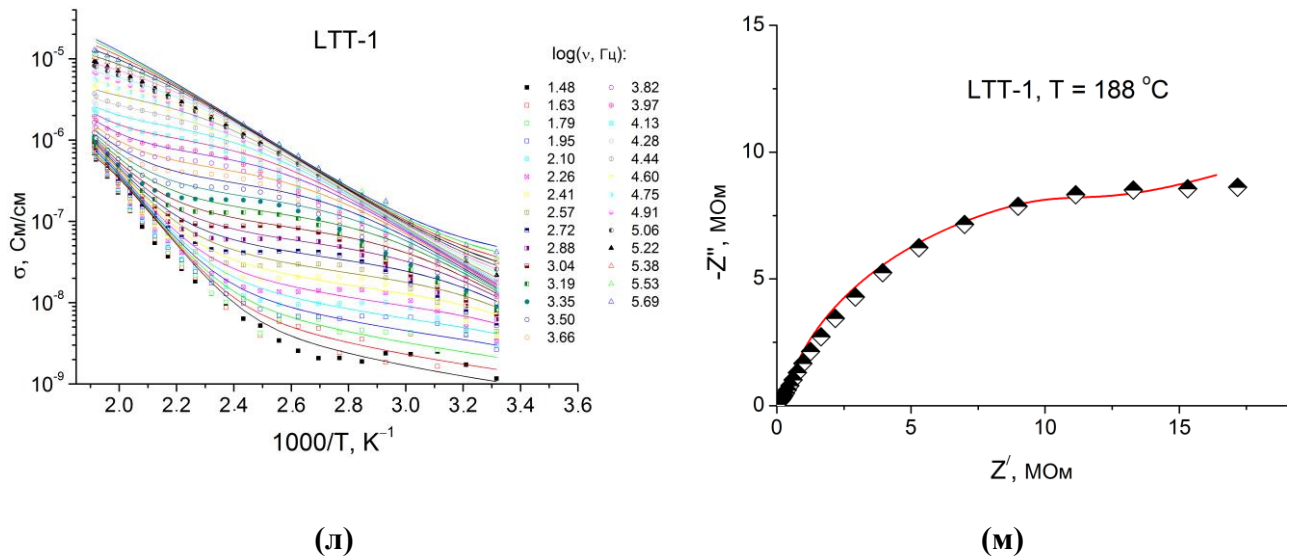 LTT-1
log(ν, Гц):
1.48 3.82
1.63 3.97
1.79 4.13
1.95 4.28
2.10 4.44
2.26 4.60
2.41 4.75
2.57 4.91
2.72 5.06
2.88 5.22
3.04 5.38
3.19 5.53
3.35 5.69
3.50
3.66
σ, См/см
10⁻⁵
10⁻⁶
10⁻⁷
10⁻⁸
10⁻⁹
2.0 2.2 2.4 2.6 2.8 3.0 3.2 3.4 3.6
1000/T, K⁻¹
(л)
LTT-1, T = 188 °C
-Z'', МОм
15
10
5
0
0 5 10 15
Z′, МОм
(м)